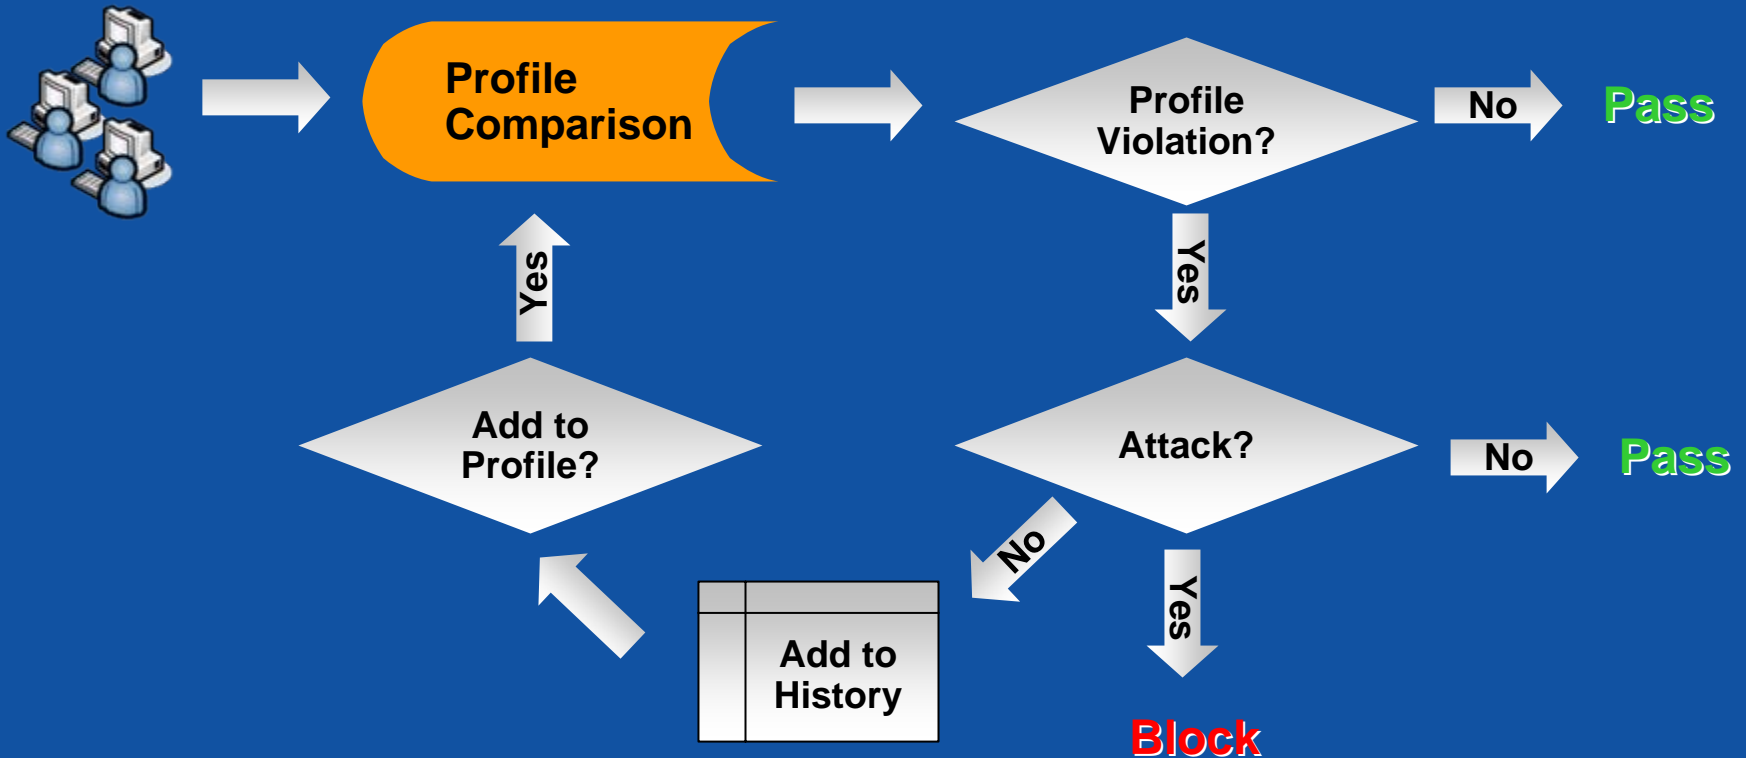 Profile
Comparison
Profile
Violation?
No
Pass
Yes
Yes
Add to
Profile?
Attack?
No
Pass
No
Yes
Add to
History
Block